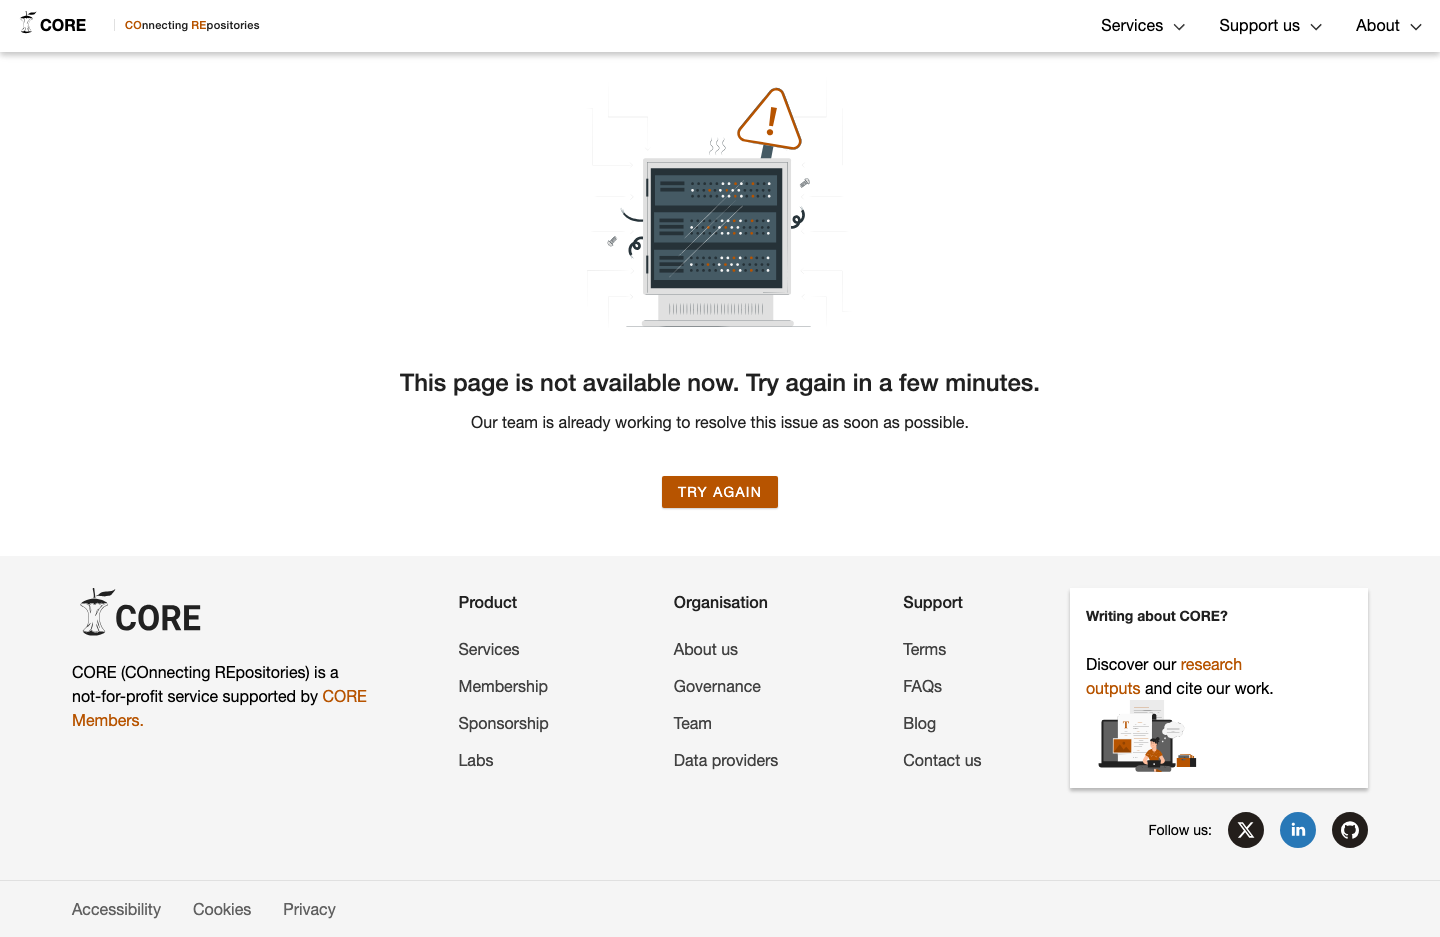 CORE
COnnecting REpositories
Services
Support us
About
This page is not available now. Try again in a few minutes.
Our team is already working to resolve this issue as soon as possible.
TRY AGAIN
CORE
CORE (COnnecting REpositories) is a
not-for-profit service supported by CORE
Members.
Product
Services
Membership
Sponsorship
Labs
Organisation
About us
Governance
Team
Data providers
Support
Terms
FAQs
Blog
Contact us
Writing about CORE?
Discover our research
outputs and cite our work.
Follow us:
Accessibility
Cookies
Privacy